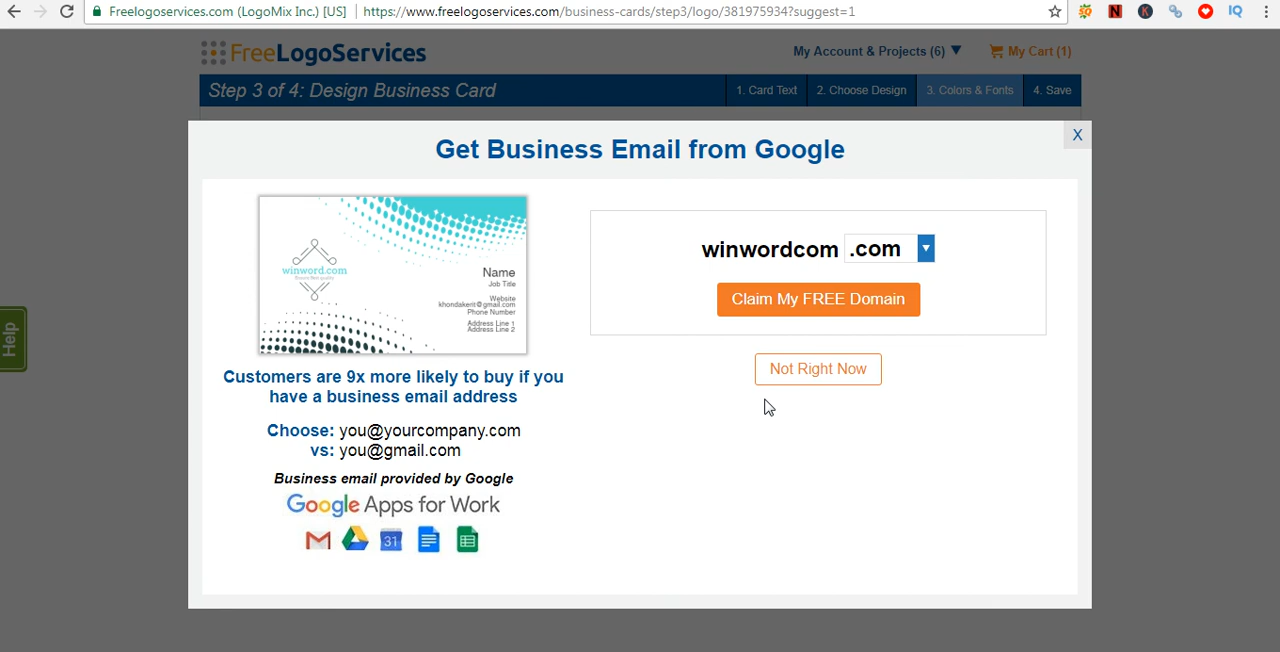 Freelogoservices.com (LogoMix Inc.) [US] | https://www.freelogoservices.com/business-cards/step3/logo/381975934?suggest=1
FreeLogoServices
My Account & Projects (6)
My Cart (1)
Step 3 of 4: Design Business Card
1. Card Text
2. Choose Design
3. Colors & Fonts
4. Save
Get Business Email from Google
X
winword.com
Name
Job Title
Website
khondakerit@gmail.com
Phone Number
Address Line 1
Address Line 2
winwordcom .com
Claim My FREE Domain
Not Right Now
Help
Customers are 9x more likely to buy if you
have a business email address
Choose: you@yourcompany.com
vs: you@gmail.com
Business email provided by Google
Google Apps for Work
31